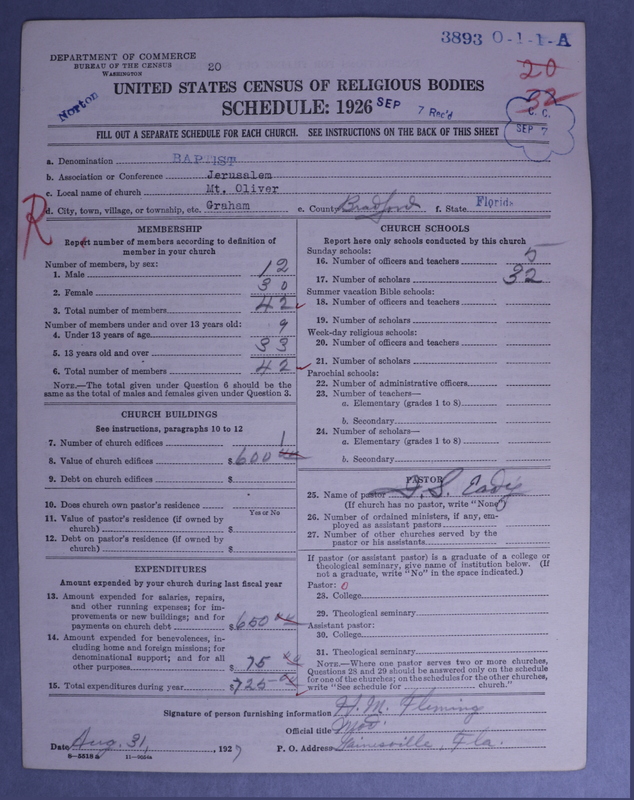 3893 0-1-1-A
DEPARTMENT OF COMMERCE
BUREAU OF THE CENSUS
WASHINGTON
20
20
32
Norton
UNITED STATES CENSUS OF RELIGIOUS BODIES
SCHEDULE: 1926
SEP 7 Rec'd
C. C.
SEP 7
FILL OUT A SEPARATE SCHEDULE FOR EACH CHURCH. SEE INSTRUCTIONS ON THE BACK OF THIS SHEET
a. Denomination BAPTIST
b. Association or Conference Jerusalem
c. Local name of church Mt. Oliver
d. City, town, village, or township, etc. Graham e. County Bradford f. State Florida
R
MEMBERSHIP
Report number of members according to definition of
member in your church
Number of members, by sex:
1. Male 12
2. Female 30
3. Total number of members 42
Number of members under and over 13 years old:
4. Under 13 years of age 9
5. 13 years old and over 33
6. Total number of members 42
NOTE.—The total given under Question 6 should be the
same as the total of males and females given under Question 3.
CHURCH BUILDINGS
See instructions, paragraphs 10 to 12
7. Number of church edifices 1
8. Value of church edifices $600
9. Debt on church edifices $
10. Does church own pastor's residence
Yes or No
11. Value of pastor's residence (if owned by
church) $
12. Debt on pastor's residence (if owned by
church) $
EXPENDITURES
Amount expended by your church during last fiscal year
13. Amount expended for salaries, repairs,
and other running expenses; for im-
provements or new buildings; and for
payments on church debt $650
14. Amount expended for benevolences, in-
cluding home and foreign missions; for
denominational support; and for all
other purposes $75
15. Total expenditures during year $725
CHURCH SCHOOLS
Report here only schools conducted by this church
Sunday schools:
16. Number of officers and teachers 5
17. Number of scholars 32
Summer vacation Bible schools:
18. Number of officers and teachers
19. Number of scholars
Week-day religious schools:
20. Number of officers and teachers
21. Number of scholars
Parochial schools:
22. Number of administrative officers
23. Number of teachers—
a. Elementary (grades 1 to 8)
b. Secondary
24. Number of scholars—
a. Elementary (grades 1 to 8)
b. Secondary
PASTOR
25. Name of pastor S. Eady
(If church has no pastor, write "None")
26. Number of ordained ministers, if any, em-
ployed as assistant pastors
27. Number of other churches served by the
pastor or his assistants
If pastor (or assistant pastor) is a graduate of a college or
theological seminary, give name of institution below. (If
not a graduate, write "No" in the space indicated.)
Pastor: 0
28. College
29. Theological seminary
Assistant pastor:
30. College
31. Theological seminary
NOTE.—Where one pastor serves two or more churches,
Questions 28 and 29 should be answered only on the schedule
for one of the churches; on the schedules for the other churches,
write "See schedule for church."
Signature of person furnishing information H. M. Fleming
Official title Mod.
Date Aug. 31, 1927 P. O. Address Gainesville, Fla.
8—5518 a